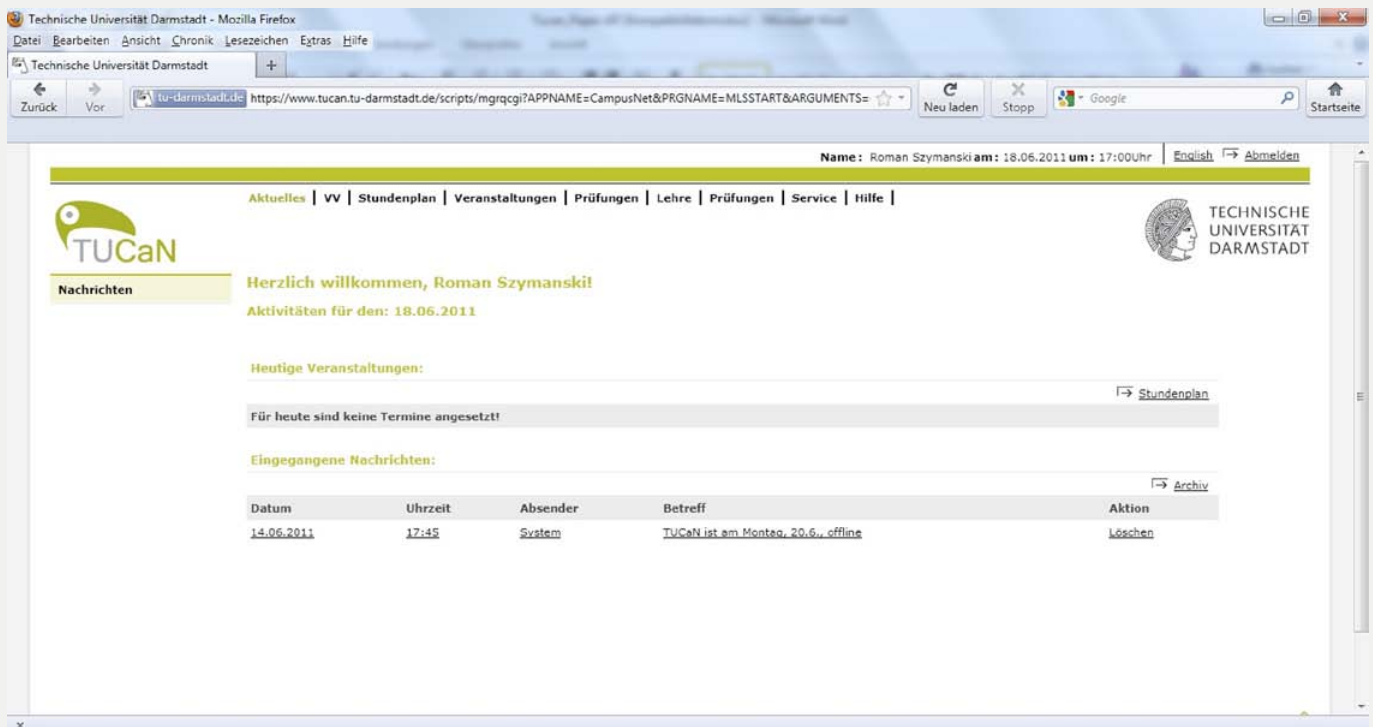 Technische Universität Darmstadt - Mozilla Firefox
Datei Bearbeiten Ansicht Chronik Lesezeichen Extras Hilfe
Technische Universität Darmstadt
Zurück Vor tu-darmstadt.de https://www.tucan.tu-darmstadt.de/scripts/mgrqcgi?APPNAME=CampusNet&PRGNAME=MLSSTART&ARGUMENTS= Neu laden Stopp Google Startseite
Name: Roman Szymanski am: 18.06.2011 um: 17:00Uhr English Abmelden
Aktuelles | VV | Stundenplan | Veranstaltungen | Prüfungen | Lehre | Prüfungen | Service | Hilfe |
TUCaN
TECHNISCHE
UNIVERSITÄT
DARMSTADT
Nachrichten
Herzlich willkommen, Roman Szymanski!
Aktivitäten für den: 18.06.2011
Heutige Veranstaltungen:
Stundenplan
Für heute sind keine Termine angesetzt!
Eingegangene Nachrichten:
Archiv
Datum Uhrzeit Absender Betreff Aktion
14.06.2011 17:45 System TUCaN ist am Montag, 20.6., offline Löschen